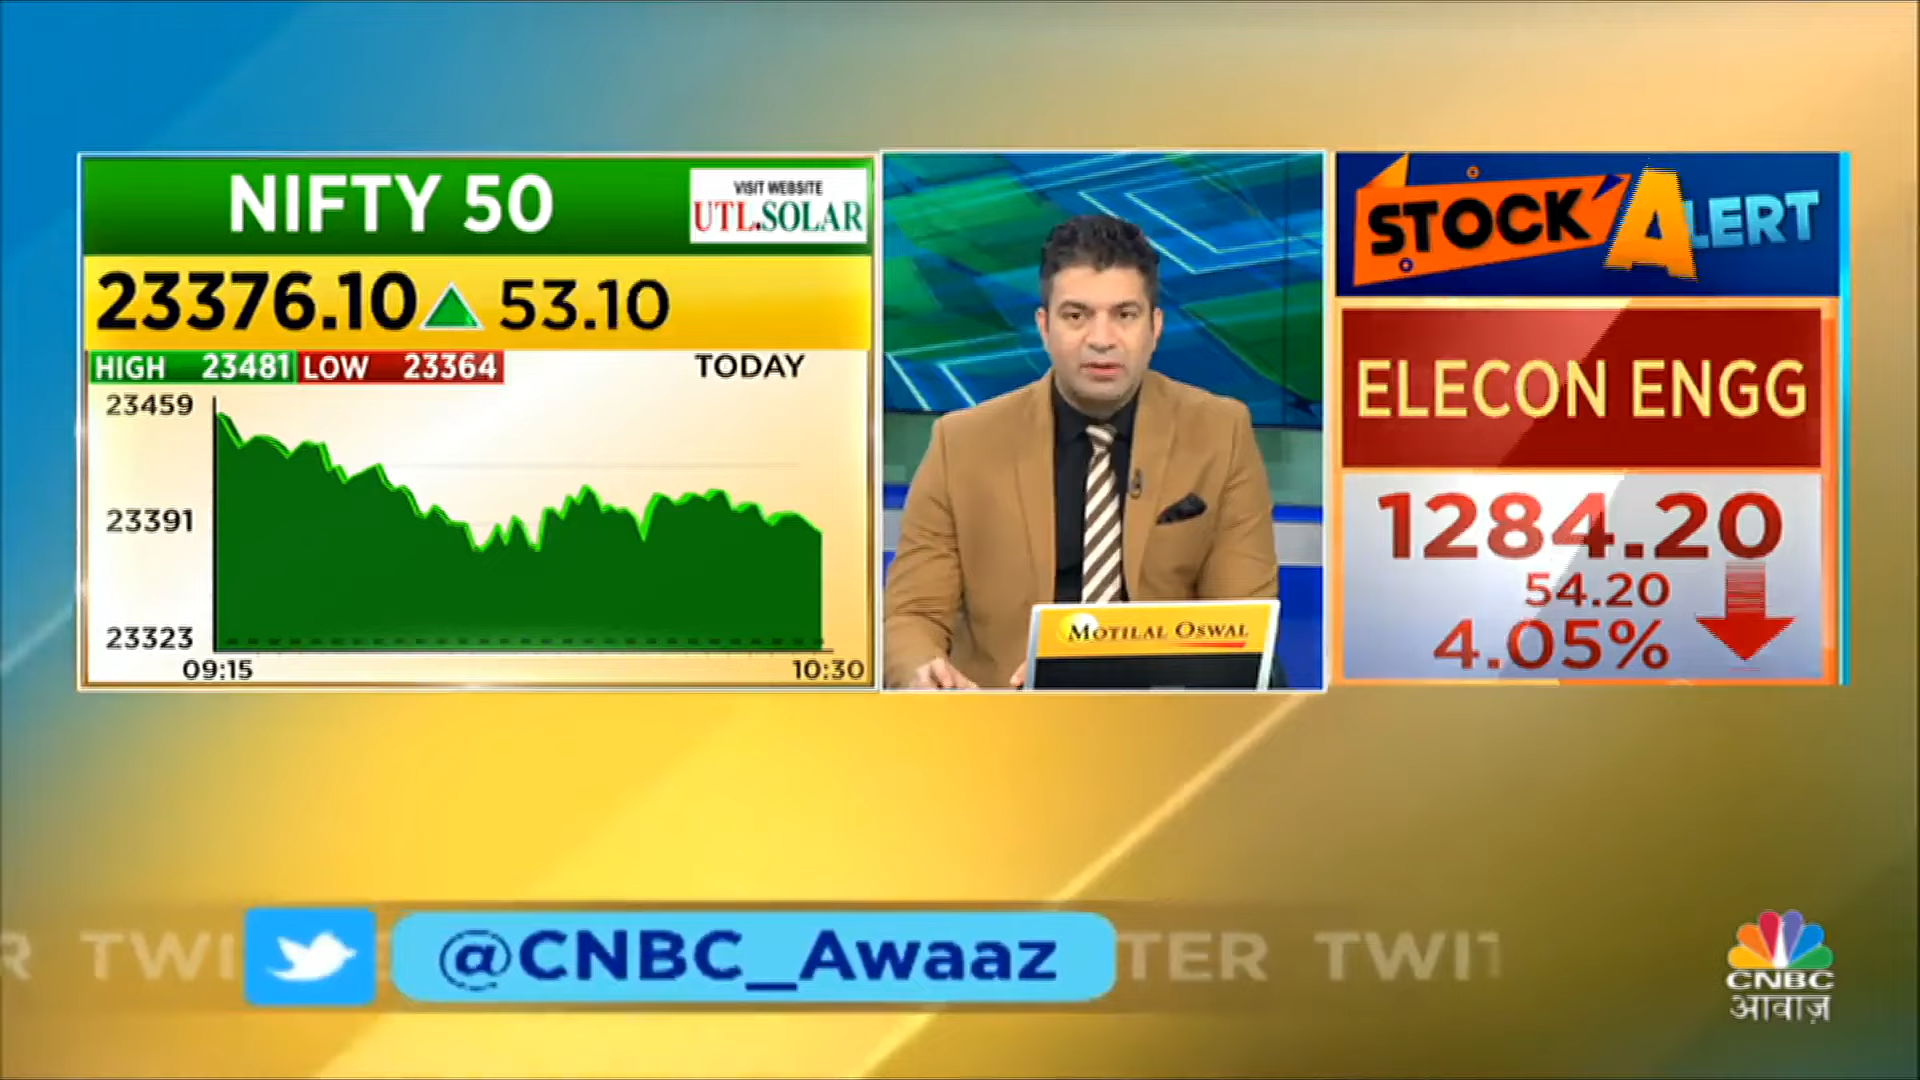 NIFTY 50
VISIT WEBSITE
UTL.SOLAR
23376.10 53.10
HIGH 23481 LOW 23364 TODAY
23459
23391
23323
09:15 10:30
MOTILAL OSWAL
STOCK ALERT
ELECON ENGG
1284.20
54.20
4.05%
R TWI @CNBC_Awaaz TER TWIT
CNBC
आवाज़